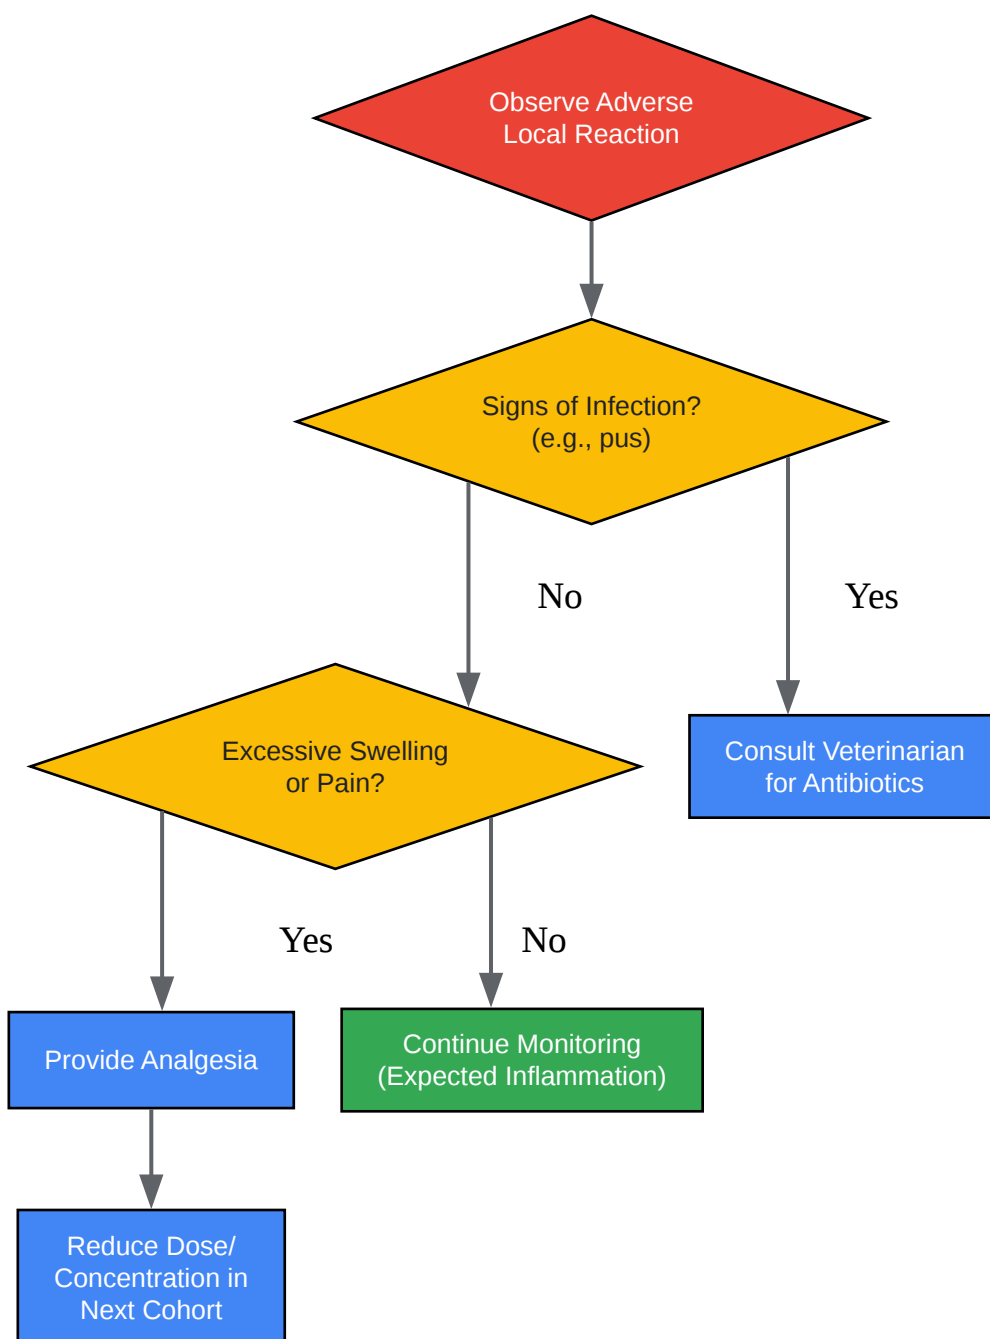 Observe Adverse
Local Reaction
Signs of Infection?
(e.g., pus)
No
Yes
Excessive Swelling
or Pain?
Consult Veterinarian
for Antibiotics
Yes
No
Provide Analgesia
Continue Monitoring
(Expected Inflammation)
Reduce Dose/
Concentration in
Next Cohort